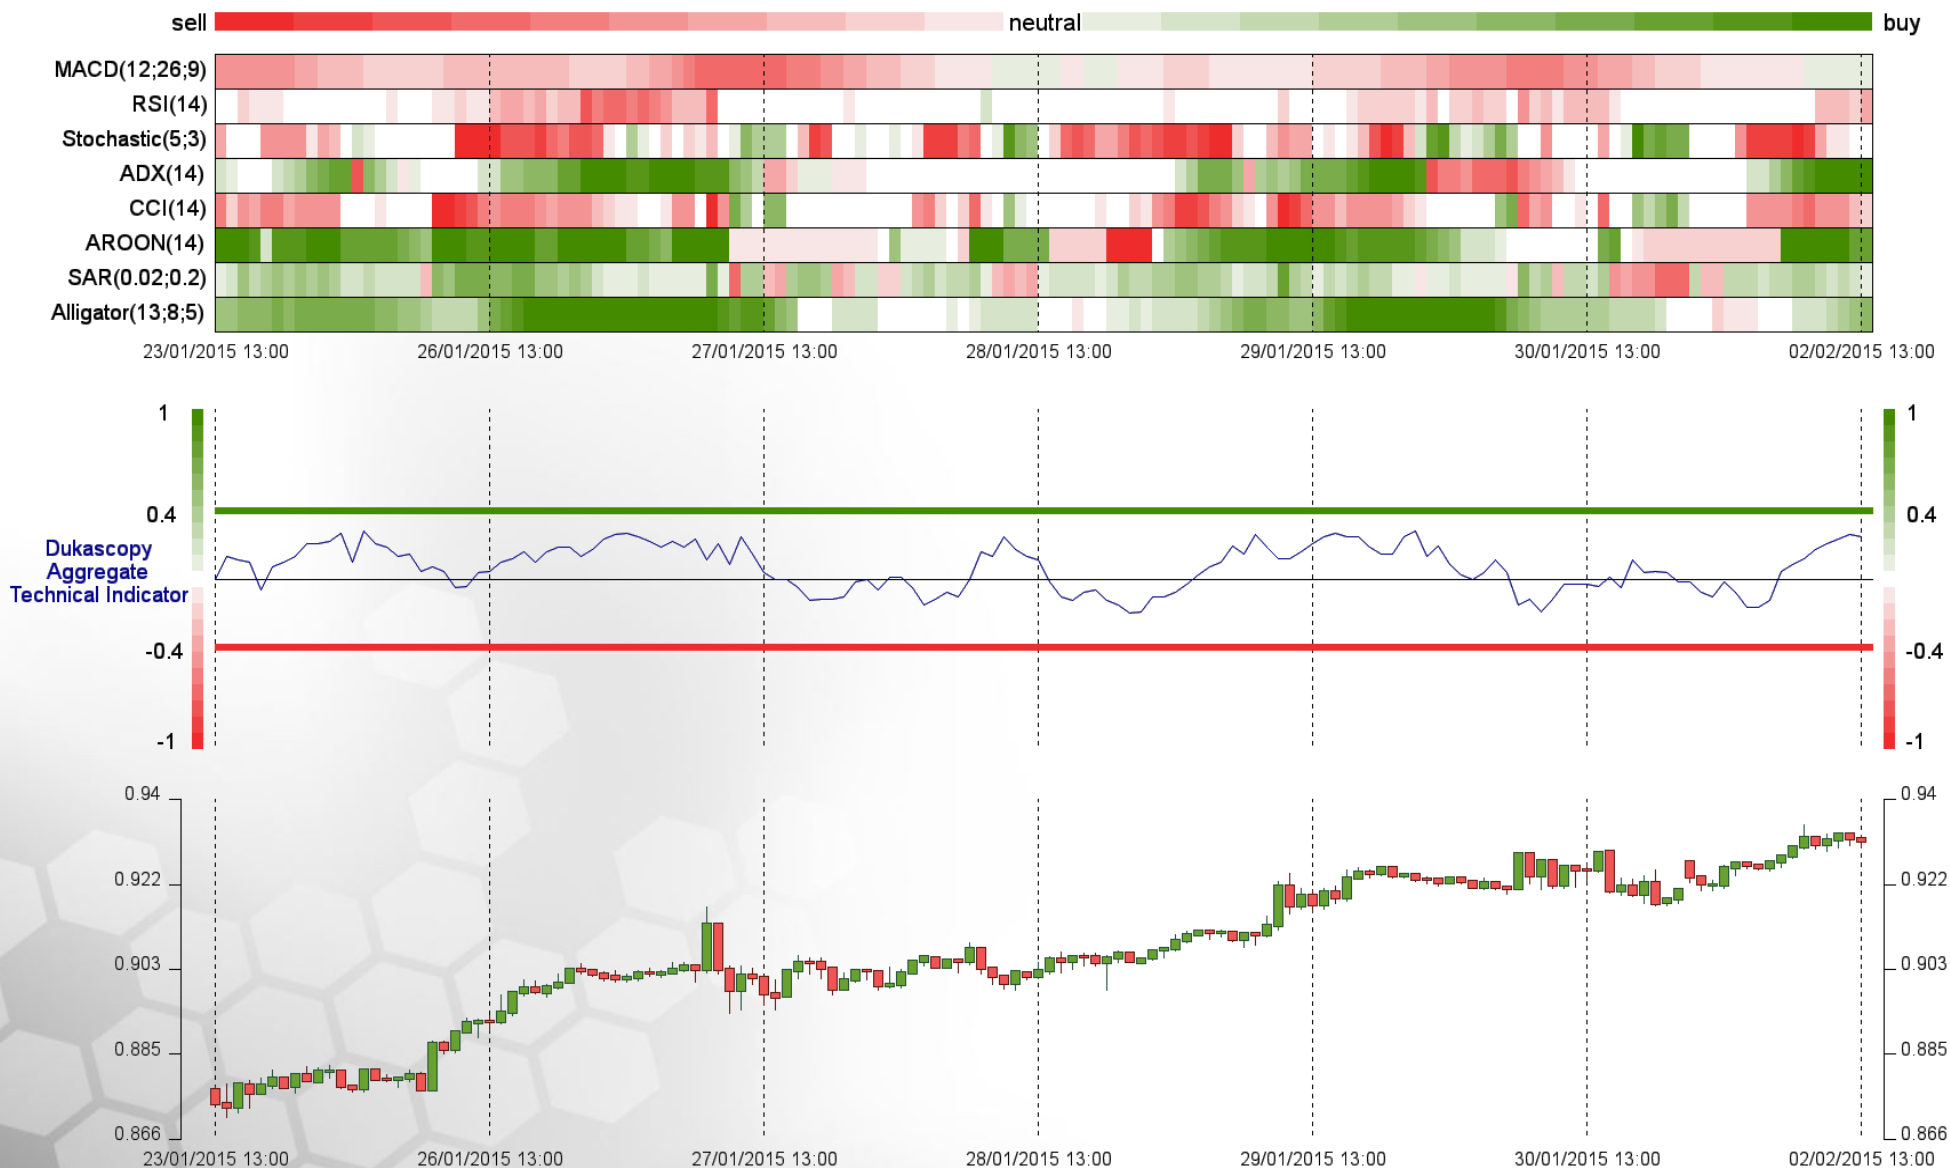 sell neutral buy
MACD(12;26;9)
RSI(14)
Stochastic(5;3)
ADX(14)
CCI(14)
AROON(14)
SAR(0.02;0.2)
Alligator(13;8;5)
23/01/2015 13:00 26/01/2015 13:00 27/01/2015 13:00 28/01/2015 13:00 29/01/2015 13:00 30/01/2015 13:00 02/02/2015 13:00
1 1
0.4 0.4
Dukascopy
Aggregate
Technical Indicator
-0.4 -0.4
-1 -1
0.94 0.94
0.922 0.922
0.903 0.903
0.885 0.885
0.866 0.866
23/01/2015 13:00 26/01/2015 13:00 27/01/2015 13:00 28/01/2015 13:00 29/01/2015 13:00 30/01/2015 13:00 02/02/2015 13:00